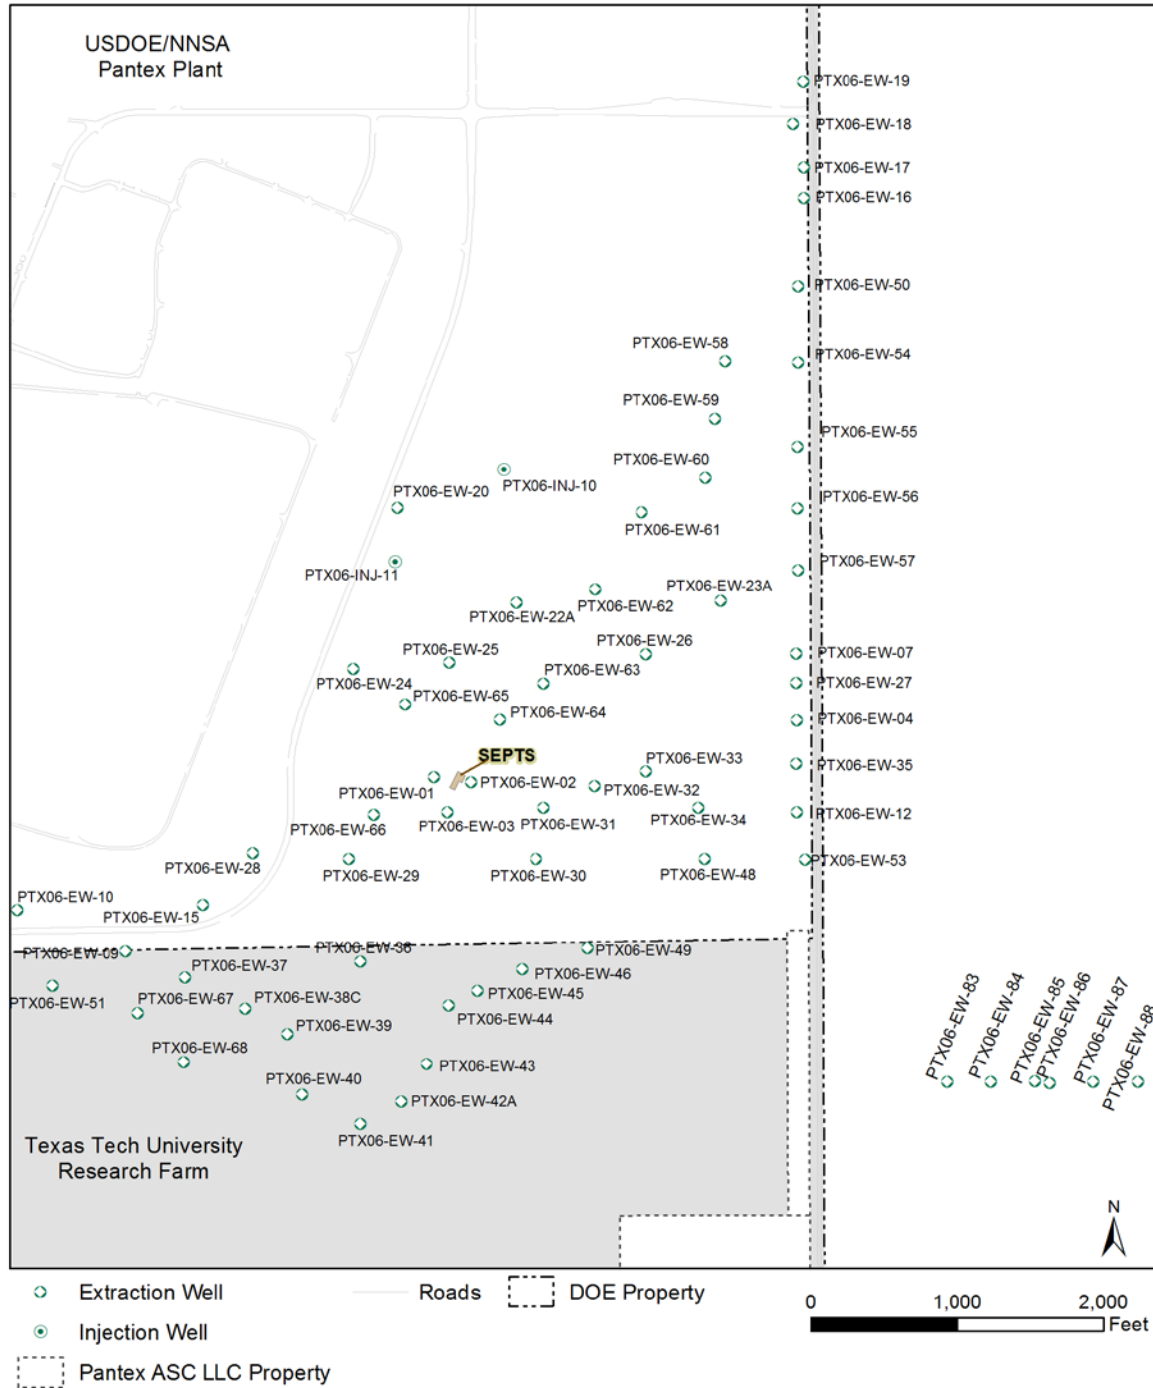 USDOE/NNSA
Pantex Plant
PTX06-EW-19
PTX06-EW-18
PTX06-EW-17
PTX06-EW-16
PTX06-EW-50
PTX06-EW-58
PTX06-EW-54
PTX06-EW-59
PTX06-EW-55
PTX06-EW-60
PTX06-INJ-10
PTX06-EW-20
PTX06-EW-56
PTX06-EW-61
PTX06-INJ-11
PTX06-EW-57
PTX06-EW-23A
PTX06-EW-62
PTX06-EW-22A
PTX06-EW-26
PTX06-EW-25
PTX06-EW-07
PTX06-EW-63
PTX06-EW-24
PTX06-EW-27
PTX06-EW-65
PTX06-EW-64
PTX06-EW-04
SEPTS
PTX06-EW-33
PTX06-EW-35
PTX06-EW-02
PTX06-EW-32
PTX06-EW-01
PTX06-EW-12
PTX06-EW-66
PTX06-EW-03
PTX06-EW-31
PTX06-EW-34
PTX06-EW-53
PTX06-EW-28
PTX06-EW-29
PTX06-EW-30
PTX06-EW-48
PTX06-EW-10
PTX06-EW-15
PTX06-EW-09
PTX06-EW-36
PTX06-EW-49
PTX06-EW-37
PTX06-EW-46
PTX06-EW-51
PTX06-EW-67
PTX06-EW-38C
PTX06-EW-45
PTX06-EW-44
PTX06-EW-39
PTX06-EW-68
PTX06-EW-43
PTX06-EW-40
PTX06-EW-42A
PTX06-EW-41
PTX06-EW-83
PTX06-EW-84
PTX06-EW-85
PTX06-EW-86
PTX06-EW-87
PTX06-EW-88
Texas Tech University
Research Farm
N
Extraction Well
Roads
DOE Property
Injection Well
Pantex ASC LLC Property
0 1,000 2,000
Feet